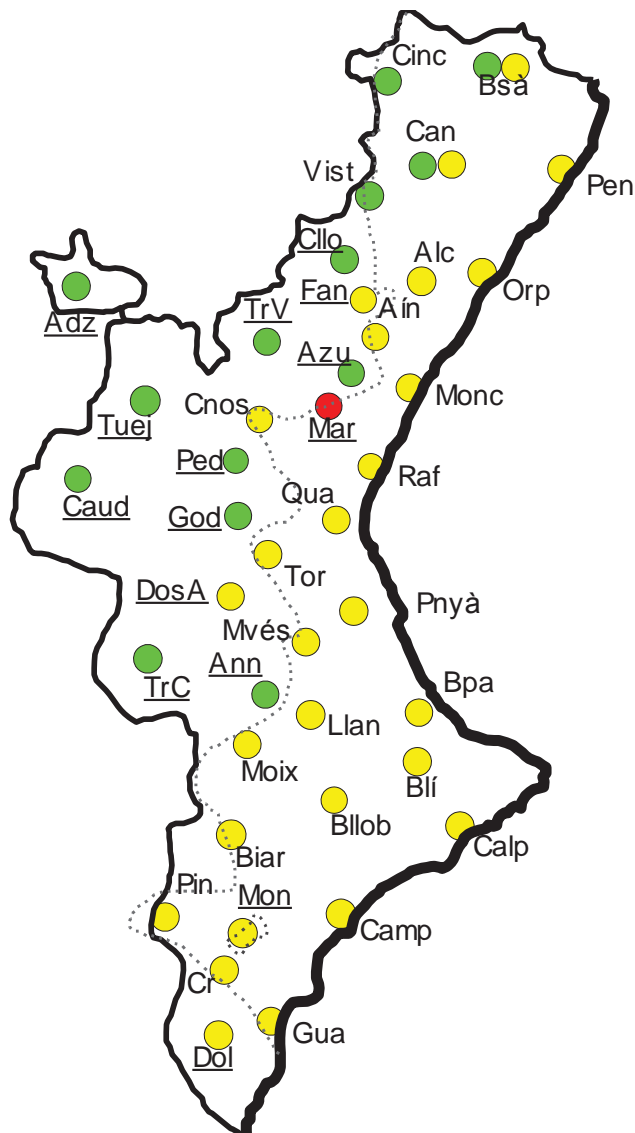 Cinc
Bsà
Can
Vist
Pen
Cllo
Alc
Orp
Adz
Fan
TrV
Aín
Azu
Monc
Tuej
Cnos
Mar
Ped
Raf
Caud
Qua
God
Tor
DosA
Pnyà
Mvés
Ann
TrC
Bpa
Llan
Moix
Blí
Bllob
Calp
Biar
Pin
Mon
Camp
Cr
Gua
Dol